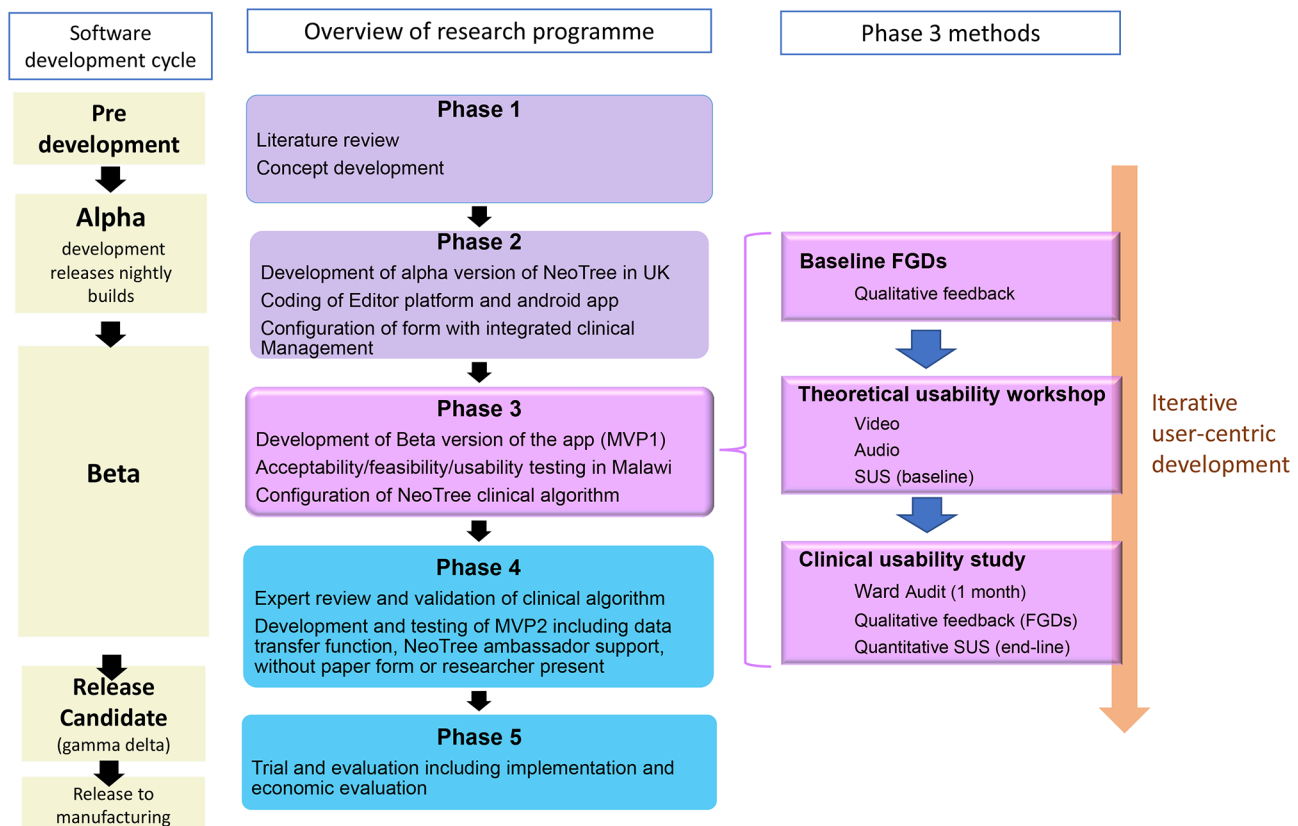 Software
development cycle
Overview of research programme
Phase 3 methods
Pre
development
Alpha
development
releases nightly
builds
Beta
Release
Candidate
(gamma delta)
Release to
manufacturing
Phase 1
Literature review
Concept development
Phase 2
Development of alpha version of NeoTree in UK
Coding of Editor platform and android app
Configuration of form with integrated clinical
Management
Phase 3
Development of Beta version of the app (MVP1)
Acceptability/feasibility/usability testing in Malawi
Configuration of NeoTree clinical algorithm
Phase 4
Expert review and validation of clinical algorithm
Development and testing of MVP2 including data
transfer function, NeoTree ambassador support,
without paper form or researcher present
Phase 5
Trial and evaluation including implementation and
economic evaluation
Baseline FGDs
Qualitative feedback
Theoretical usability workshop
Video
Audio
SUS (baseline)
Clinical usability study
Ward Audit (1 month)
Qualitative feedback (FGDs)
Quantitative SUS (end-line)
Iterative
user-centric
development